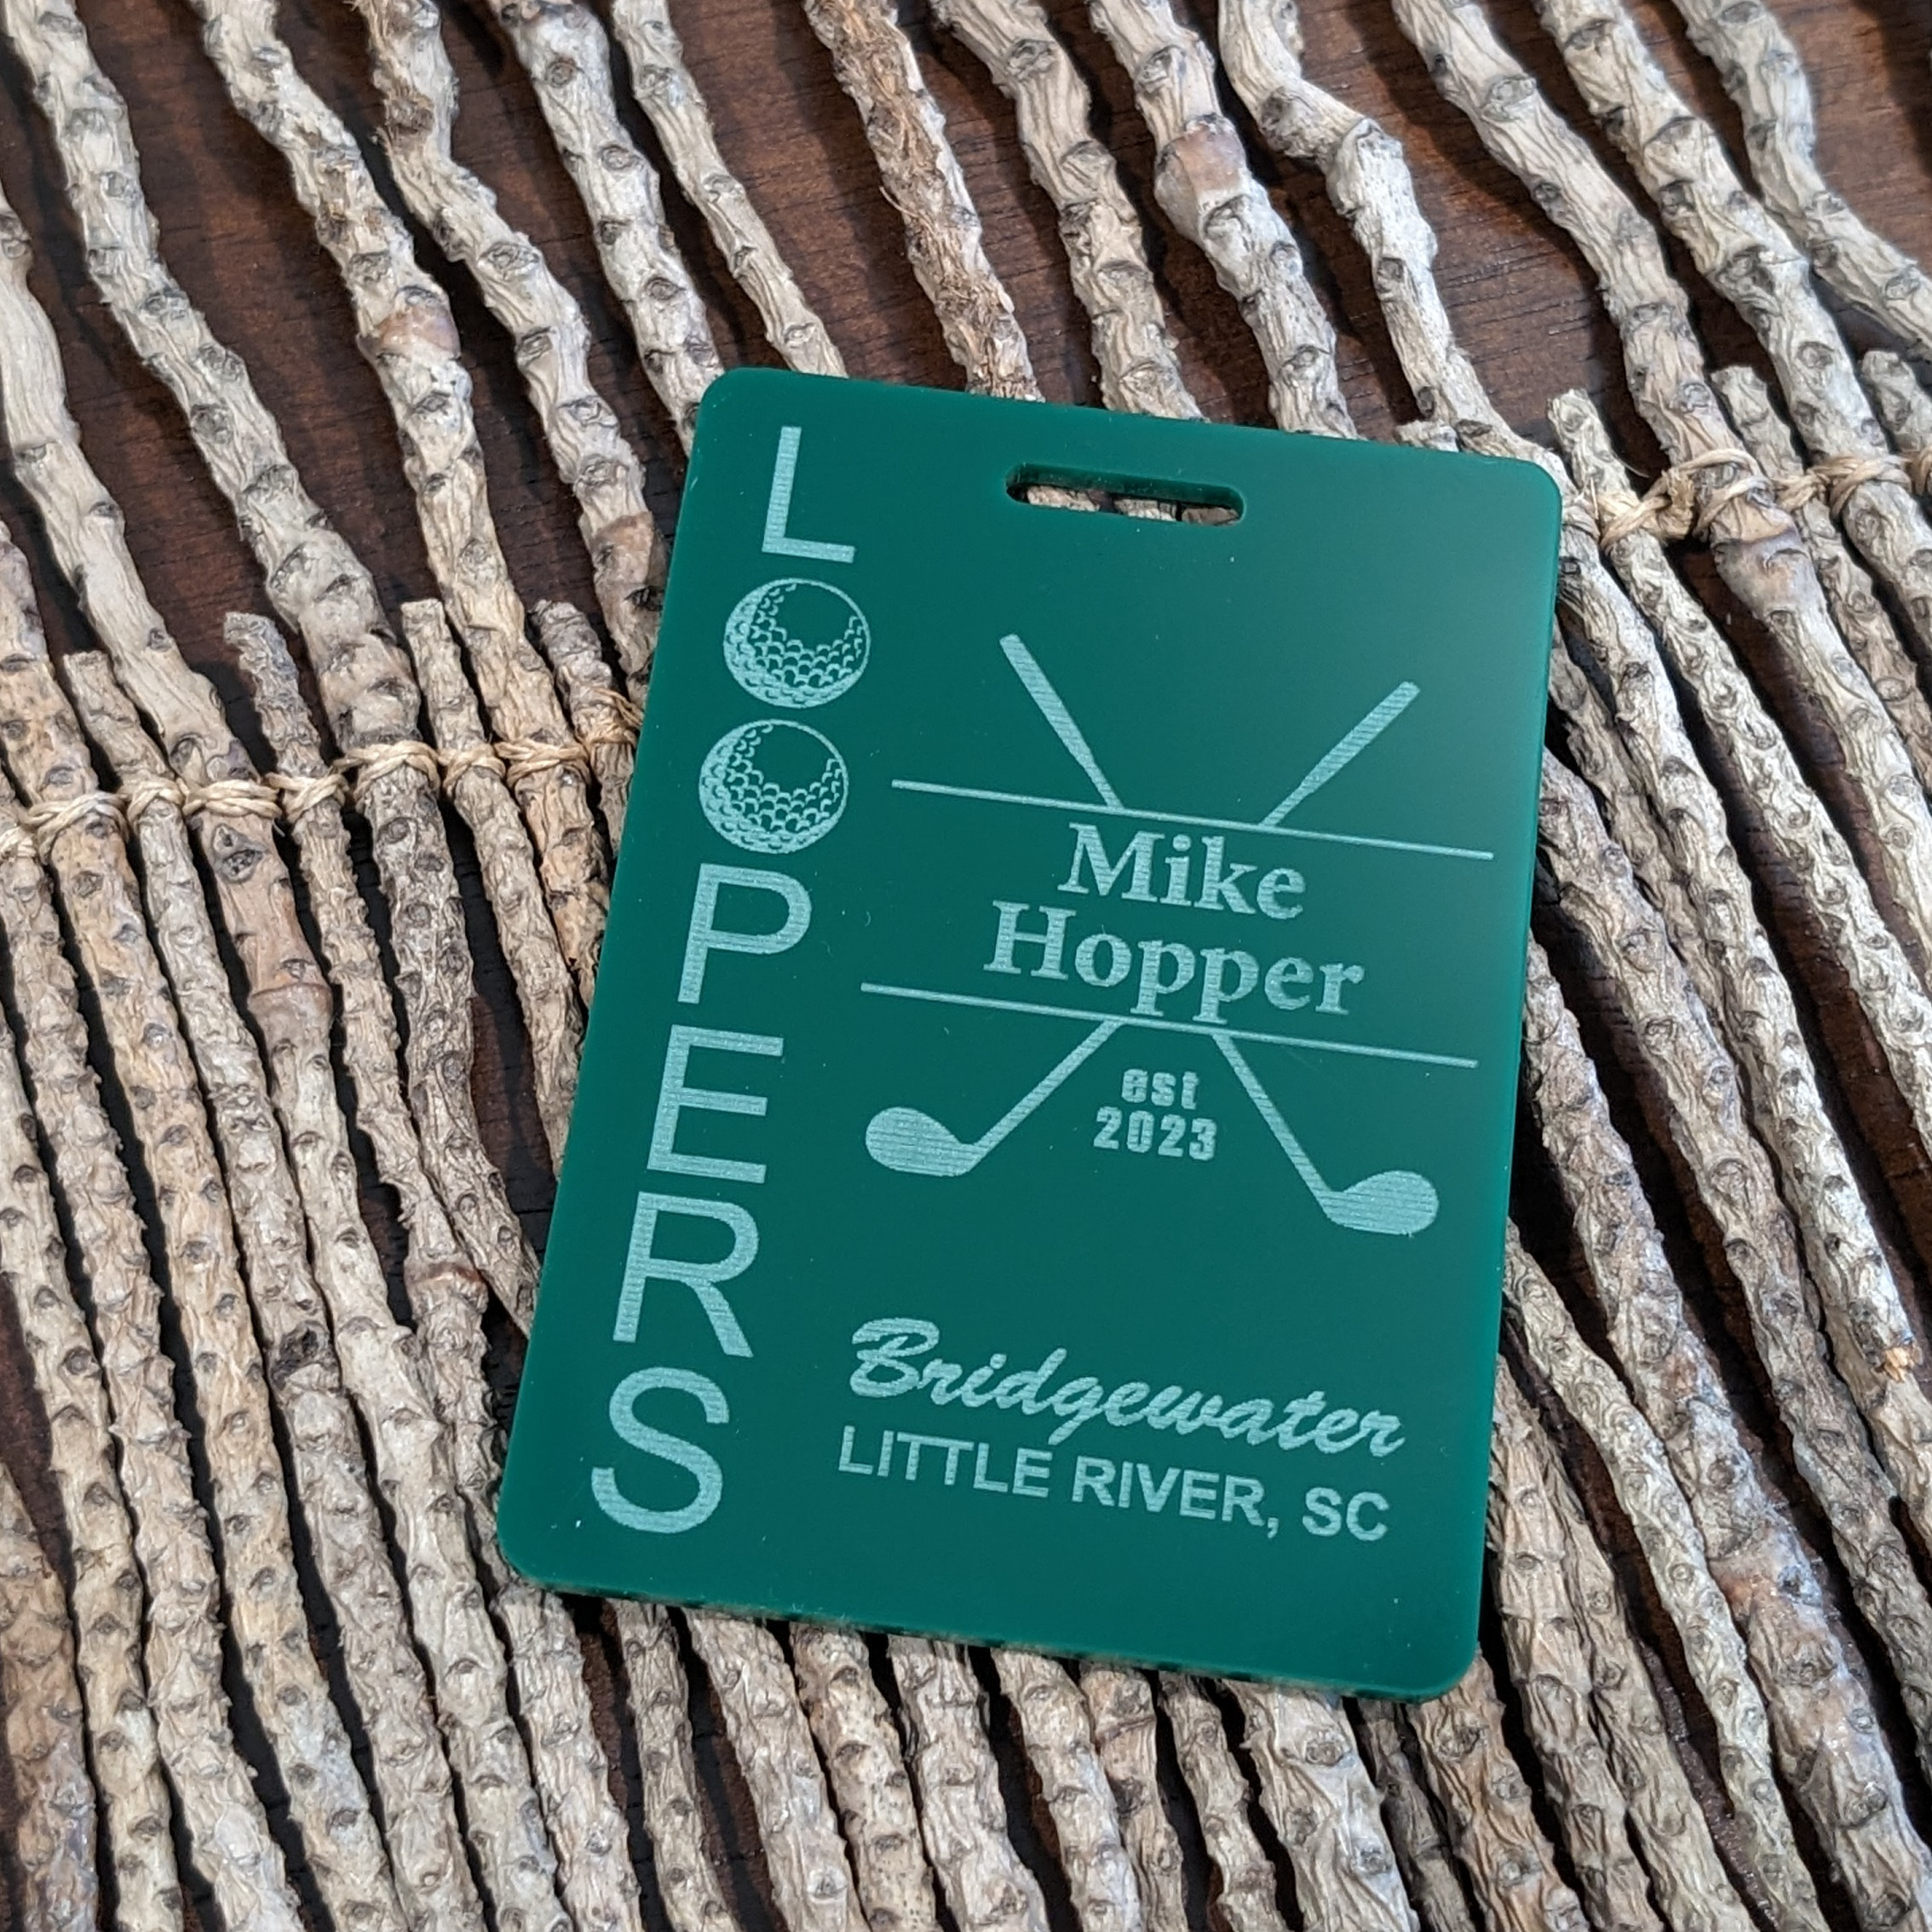 LOOPERS
Mike
Hopper
est
2023
Bridgewater
LITTLE RIVER, SC